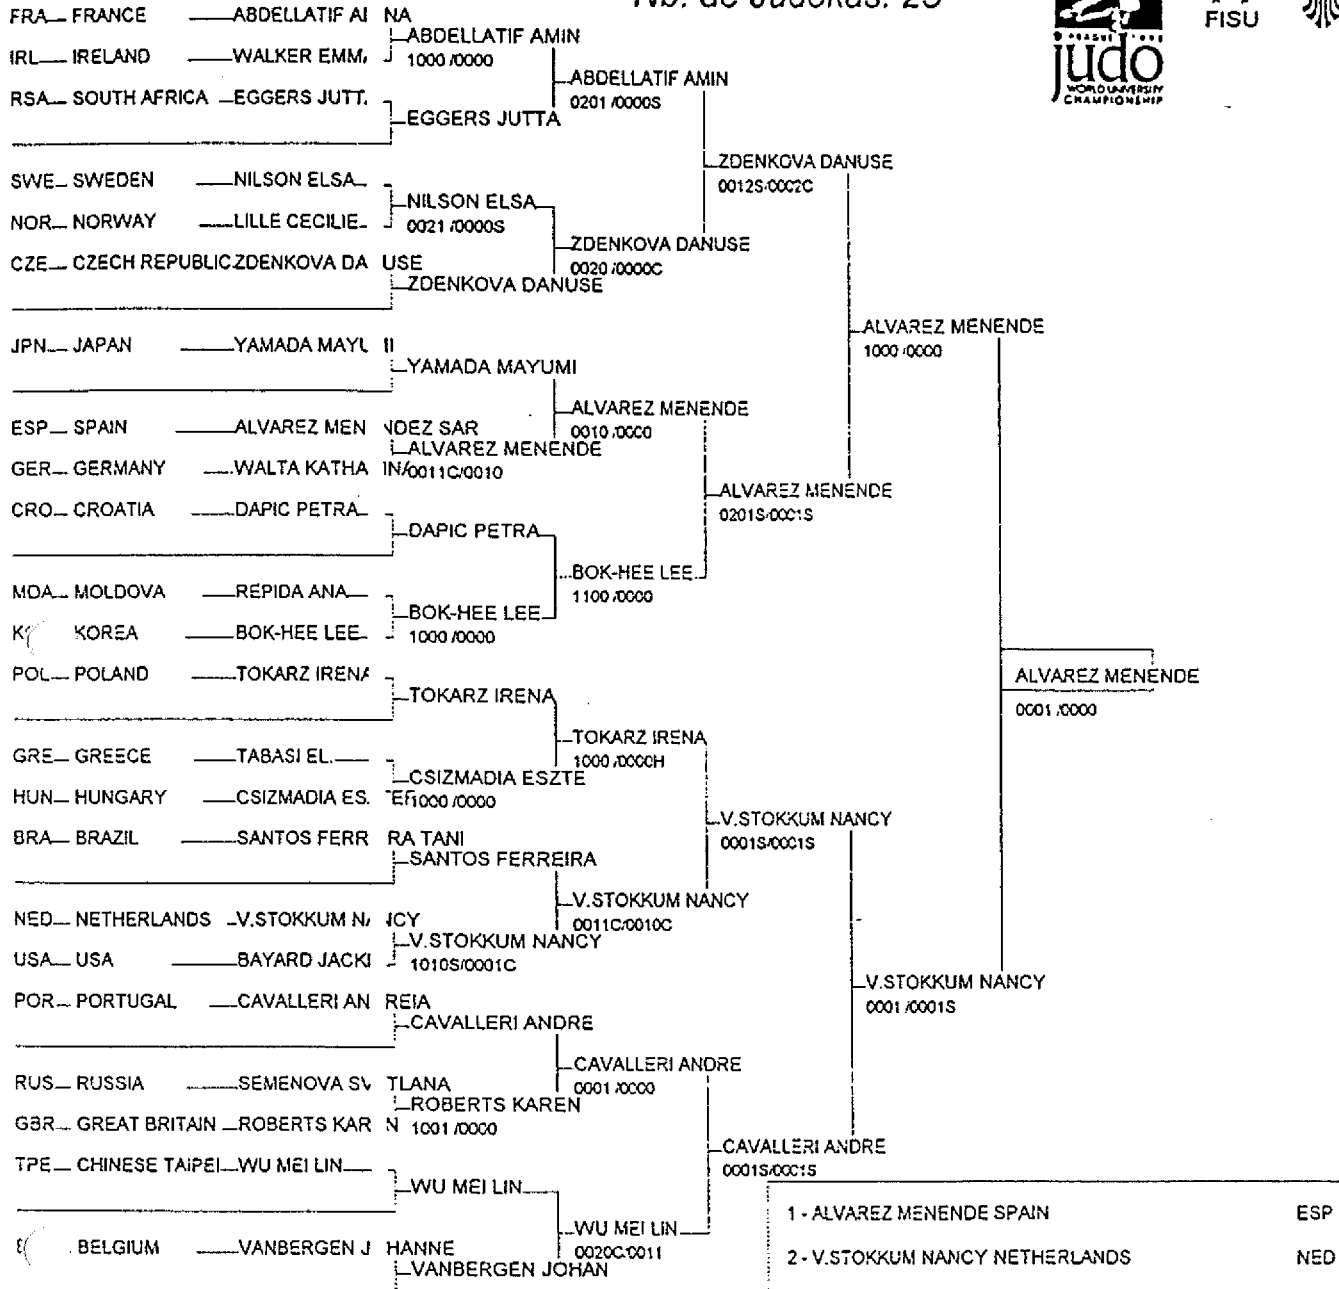 Nb. de Judokas: 23
FISU
PRAGUE
judo
WORLD UNIVERSITY
CHAMPIONSHIP
FRA FRANCE ABDELLATIF AI NA
ABDELLATIF AMIN
1000 /0000
IRL IRELAND WALKER EMM
ABDELLATIF AMIN
0201 /0000S
RSA SOUTH AFRICA EGGERS JUTT
EGGERS JUTTA
ZDENKOVA DANUSE
0012S/0002C
SWE SWEDEN NILSON ELSA
NILSON ELSA
0021 /0000S
NOR NORWAY LILLE CECILIE
ZDENKOVA DANUSE
0020 /0000C
CZE CZECH REPUBLIC ZDENKOVA DA USE
ZDENKOVA DANUSE
ALVAREZ MENENDE
1000 /0000
JPN JAPAN YAMADA MAYU II
YAMADA MAYUMI
ALVAREZ MENENDE
0010 /0000
ESP SPAIN ALVAREZ MEN NDEZ SAR
ALVAREZ MENENDE
0011C/0010
GER GERMANY WALTA KATHA INA
ALVAREZ MENENDE
0201S/0001S
CRO CROATIA DAPIC PETRA
DAPIC PETRA
BOK-HEE LEE
1100 /0000
MDA MOLDOVA REPIDA ANA
BOK-HEE LEE
1000 /0000
K KOREA BOK-HEE LEE
ALVAREZ MENENDE
0001 /0000
POL POLAND TOKARZ IRENA
TOKARZ IRENA
TOKARZ IRENA
1000 /0000H
GRE GREECE TABASI EL.
CSIZMADIA ESZTE
1000 /0000
HUN HUNGARY CSIZMADIA ES. TER
V.STOKKUM NANCY
0001S/0001S
BRA BRAZIL SANTOS FERR RA TANI
SANTOS FERREIRA
V.STOKKUM NANCY
0011C/0010C
NED NETHERLANDS V.STOKKUM NA ICY
V.STOKKUM NANCY
1010S/0001C
USA USA BAYARD JACKI
V.STOKKUM NANCY
0001 /0001S
POR PORTUGAL CAVALLERI AN REIA
CAVALLERI ANDRE
CAVALLERI ANDRE
0001 /0000
RUS RUSSIA SEMENOVA SV TLANA
ROBERTS KAREN
1001 /0000
GBR GREAT BRITAIN ROBERTS KAR N
CAVALLERI ANDRE
0001S/0001S
TPE CHINESE TAIPEI WU MEI LIN
WU MEI LIN
WU MEI LIN
0020C/0011
BELGIUM VANBERGEN J HANNE
VANBERGEN JOHAN
1 - ALVAREZ MENENDE SPAIN ESP
2 - V.STOKKUM NANCY NETHERLANDS NED